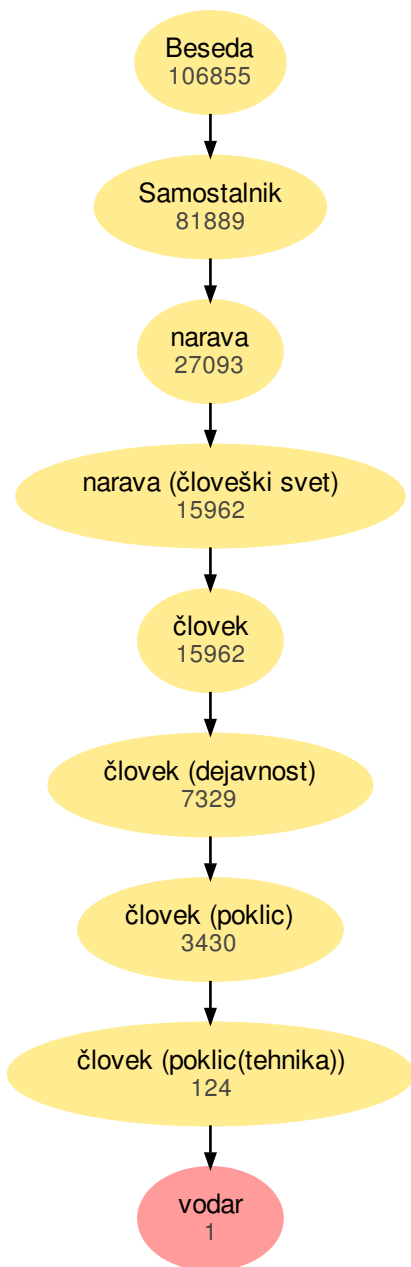 Beseda
106855
Samostalnik
81889
narava
27093
narava (človeški svet)
15962
človek
15962
človek (dejavnost)
7329
človek (poklic)
3430
človek (poklic(tehnika))
124
vodar
1